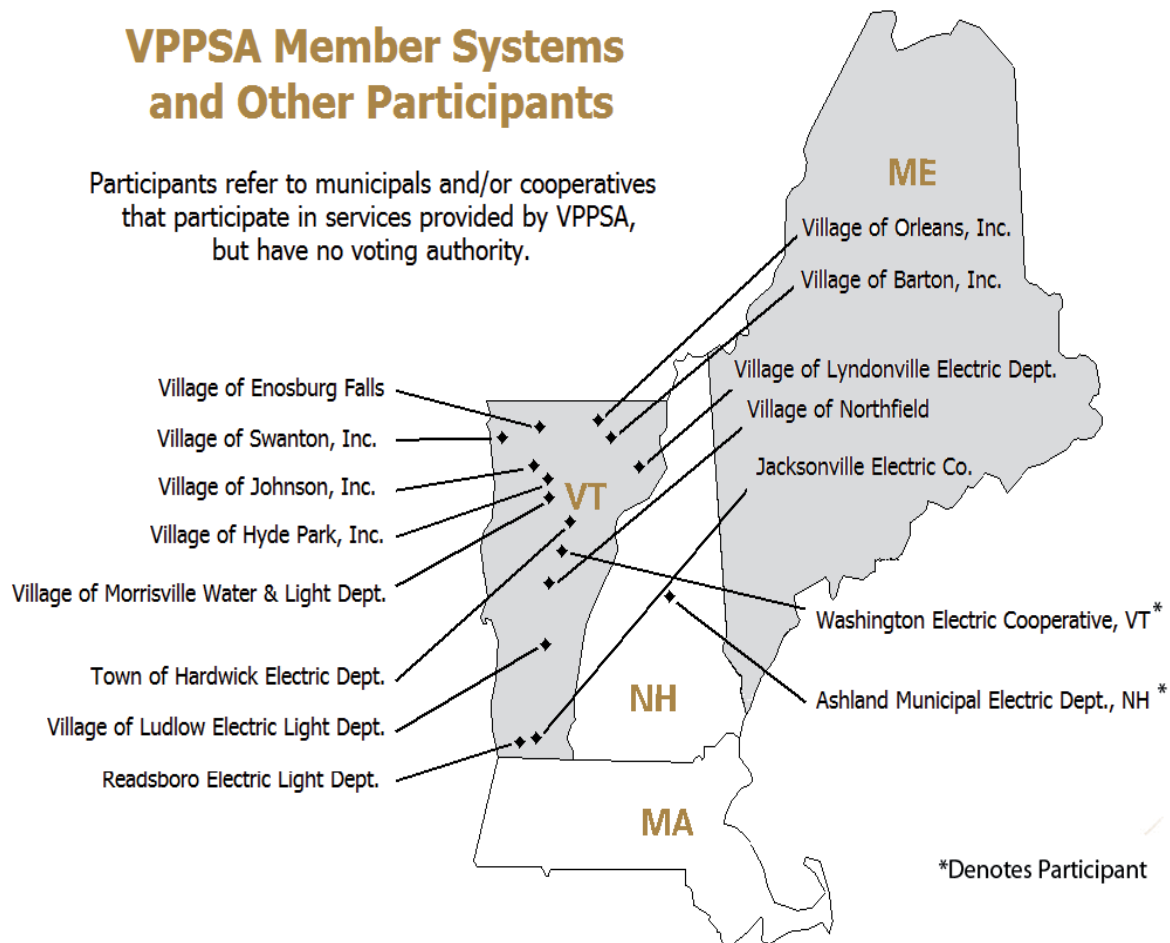 VPPSA Member Systems
and Other Participants
Participants refer to municipals and/or cooperatives
that participate in services provided by VPPSA,
but have no voting authority.
ME
Village of Orleans, Inc.
Village of Barton, Inc.
Village of Lyndonville Electric Dept.
Village of Northfield
Jacksonville Electric Co.
Village of Enosburg Falls
Village of Swanton, Inc.
Village of Johnson, Inc.
VT
Village of Hyde Park, Inc.
Village of Morrisville Water & Light Dept.
Town of Hardwick Electric Dept.
Village of Ludlow Electric Light Dept.
Readsboro Electric Light Dept.
Washington Electric Cooperative, VT*
NH
Ashland Municipal Electric Dept., NH *
MA
*Denotes Participant